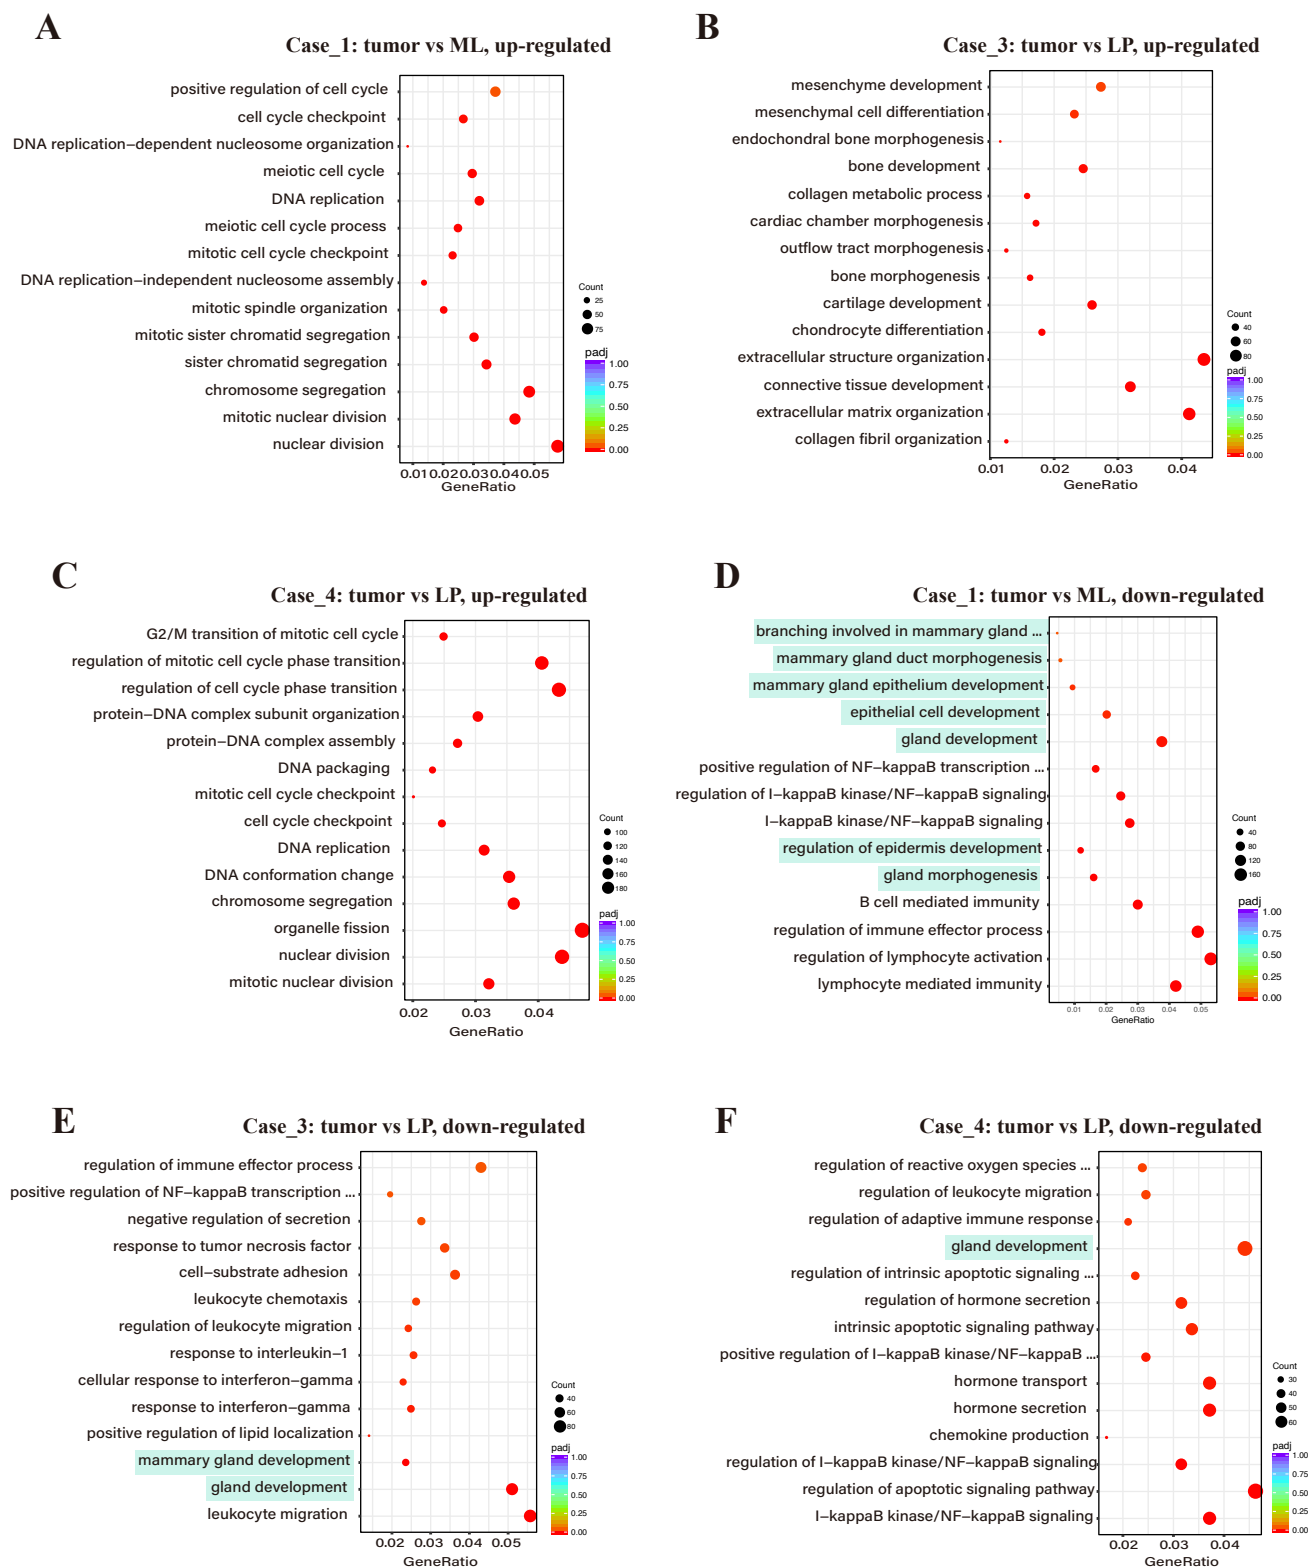 A
Case_1: tumor vs ML, up-regulated
positive regulation of cell cycle
cell cycle checkpoint
DNA replication−dependent nucleosome organization
meiotic cell cycle
DNA replication
meiotic cell cycle process
mitotic cell cycle checkpoint
DNA replication−independent nucleosome assembly
mitotic spindle organization
mitotic sister chromatid segregation
sister chromatid segregation
chromosome segregation
mitotic nuclear division
nuclear division
0.01 0.02 0.03 0.04 0.05
GeneRatio
Count
25
50
75
padj
1.00
0.75
0.50
0.25
0.00
B
Case_3: tumor vs LP, up-regulated
mesenchyme development
mesenchymal cell differentiation
endochondral bone morphogenesis
bone development
collagen metabolic process
cardiac chamber morphogenesis
outflow tract morphogenesis
bone morphogenesis
cartilage development
chondrocyte differentiation
extracellular structure organization
connective tissue development
extracellular matrix organization
collagen fibril organization
0.01 0.02 0.03 0.04
GeneRatio
Count
40
60
80
padj
1.00
0.75
0.50
0.25
0.00
C
Case_4: tumor vs LP, up-regulated
G2/M transition of mitotic cell cycle
regulation of mitotic cell cycle phase transition
regulation of cell cycle phase transition
protein−DNA complex subunit organization
protein−DNA complex assembly
DNA packaging
mitotic cell cycle checkpoint
cell cycle checkpoint
DNA replication
DNA conformation change
chromosome segregation
organelle fission
nuclear division
mitotic nuclear division
0.02 0.03 0.04
GeneRatio
Count
100
120
140
160
180
padj
1.00
0.75
0.50
0.25
0.00
D
Case_1: tumor vs ML, down-regulated
branching involved in mammary gland ...
mammary gland duct morphogenesis
mammary gland epithelium development
epithelial cell development
gland development
positive regulation of NF−kappaB transcription ...
regulation of I−kappaB kinase/NF−kappaB signaling
I−kappaB kinase/NF−kappaB signaling
regulation of epidermis development
gland morphogenesis
B cell mediated immunity
regulation of immune effector process
regulation of lymphocyte activation
lymphocyte mediated immunity
0.01 0.02 0.03 0.04 0.05
GeneRatio
Count
40
80
120
160
padj
1.00
0.75
0.50
0.25
0.00
E
Case_3: tumor vs LP, down-regulated
regulation of immune effector process
positive regulation of NF−kappaB transcription ...
negative regulation of secretion
response to tumor necrosis factor
cell−substrate adhesion
leukocyte chemotaxis
regulation of leukocyte migration
response to interleukin−1
cellular response to interferon−gamma
response to interferon−gamma
positive regulation of lipid localization
mammary gland development
gland development
leukocyte migration
0.02 0.03 0.04 0.05
GeneRatio
Count
40
60
80
padj
1.00
0.75
0.50
0.25
0.00
F
Case_4: tumor vs LP, down-regulated
regulation of reactive oxygen species ...
regulation of leukocyte migration
regulation of adaptive immune response
gland development
regulation of intrinsic apoptotic signaling ...
regulation of hormone secretion
intrinsic apoptotic signaling pathway
positive regulation of I−kappaB kinase/NF−kappaB ...
hormone transport
hormone secretion
chemokine production
regulation of I−kappaB kinase/NF−kappaB signaling
regulation of apoptotic signaling pathway
I−kappaB kinase/NF−kappaB signaling
0.02 0.03 0.04
GeneRatio
Count
30
40
50
60
padj
1.00
0.75
0.50
0.25
0.00